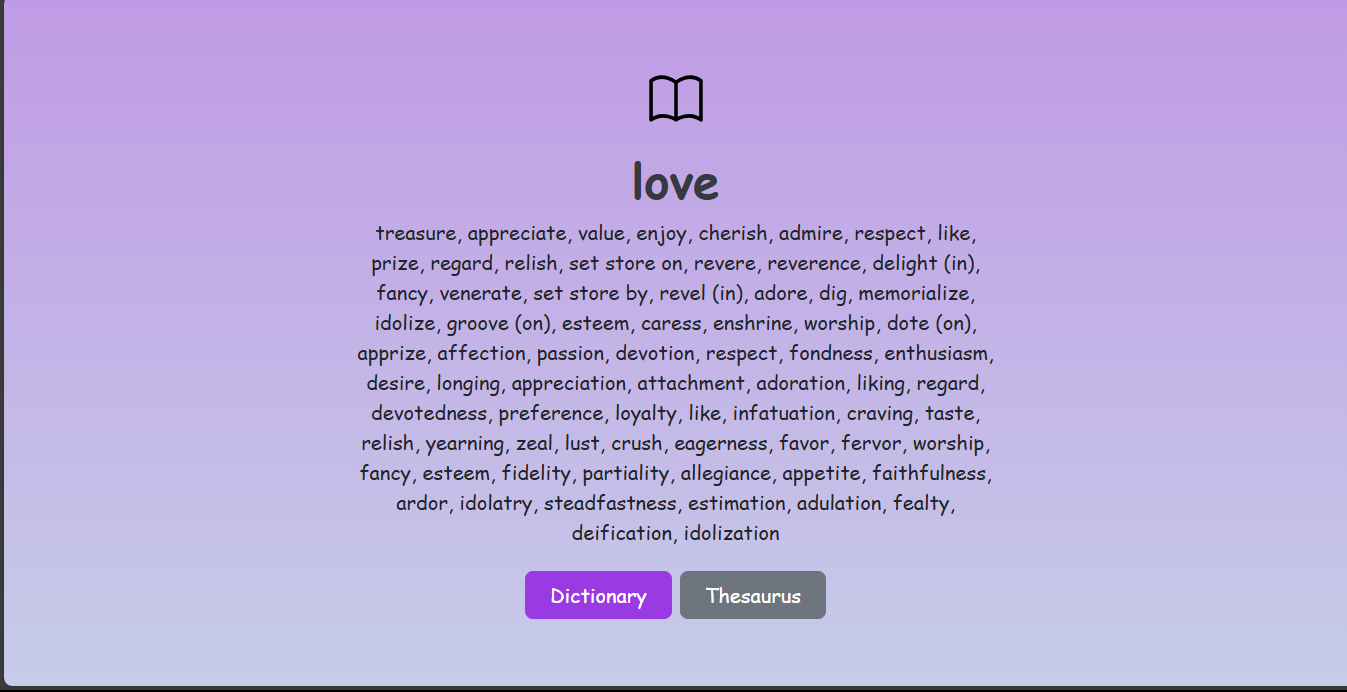 love
treasure, appreciate, value, enjoy, cherish, admire, respect, like,
prize, regard, relish, set store on, revere, reverence, delight (in),
fancy, venerate, set store by, revel (in), adore, dig, memorialize,
idolize, groove (on), esteem, caress, enshrine, worship, dote (on),
apprize, affection, passion, devotion, respect, fondness, enthusiasm,
desire, longing, appreciation, attachment, adoration, liking, regard,
devotedness, preference, loyalty, like, infatuation, craving, taste,
relish, yearning, zeal, lust, crush, eagerness, favor, fervor, worship,
fancy, esteem, fidelity, partiality, allegiance, appetite, faithfulness,
ardor, idolatry, steadfastness, estimation, adulation, fealty,
deification, idolization
Dictionary Thesaurus